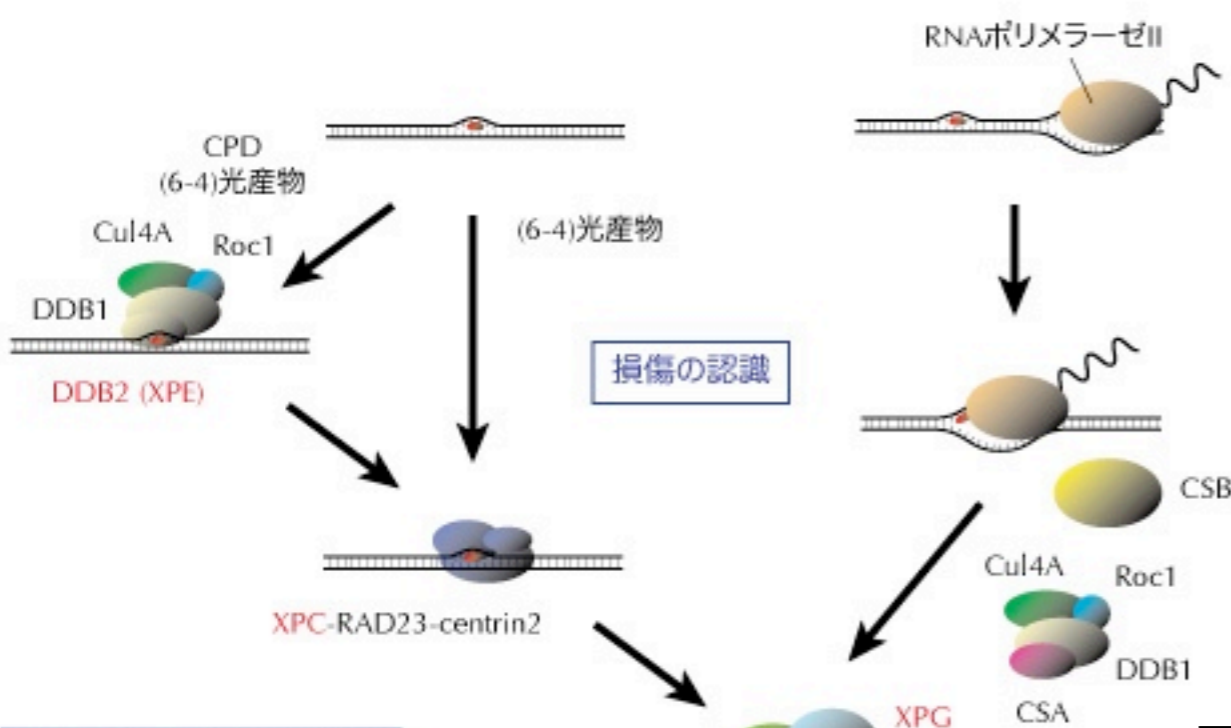 RNAポリメラーゼII
CPD
(6-4)光産物
(6-4)光産物
Cul4A
Roc1
DDB1
DDB2 (XPE)
損傷の認識
CSB
XPC-RAD23-centrin2
Cul4A
Roc1
DDB1
CSA
XPG